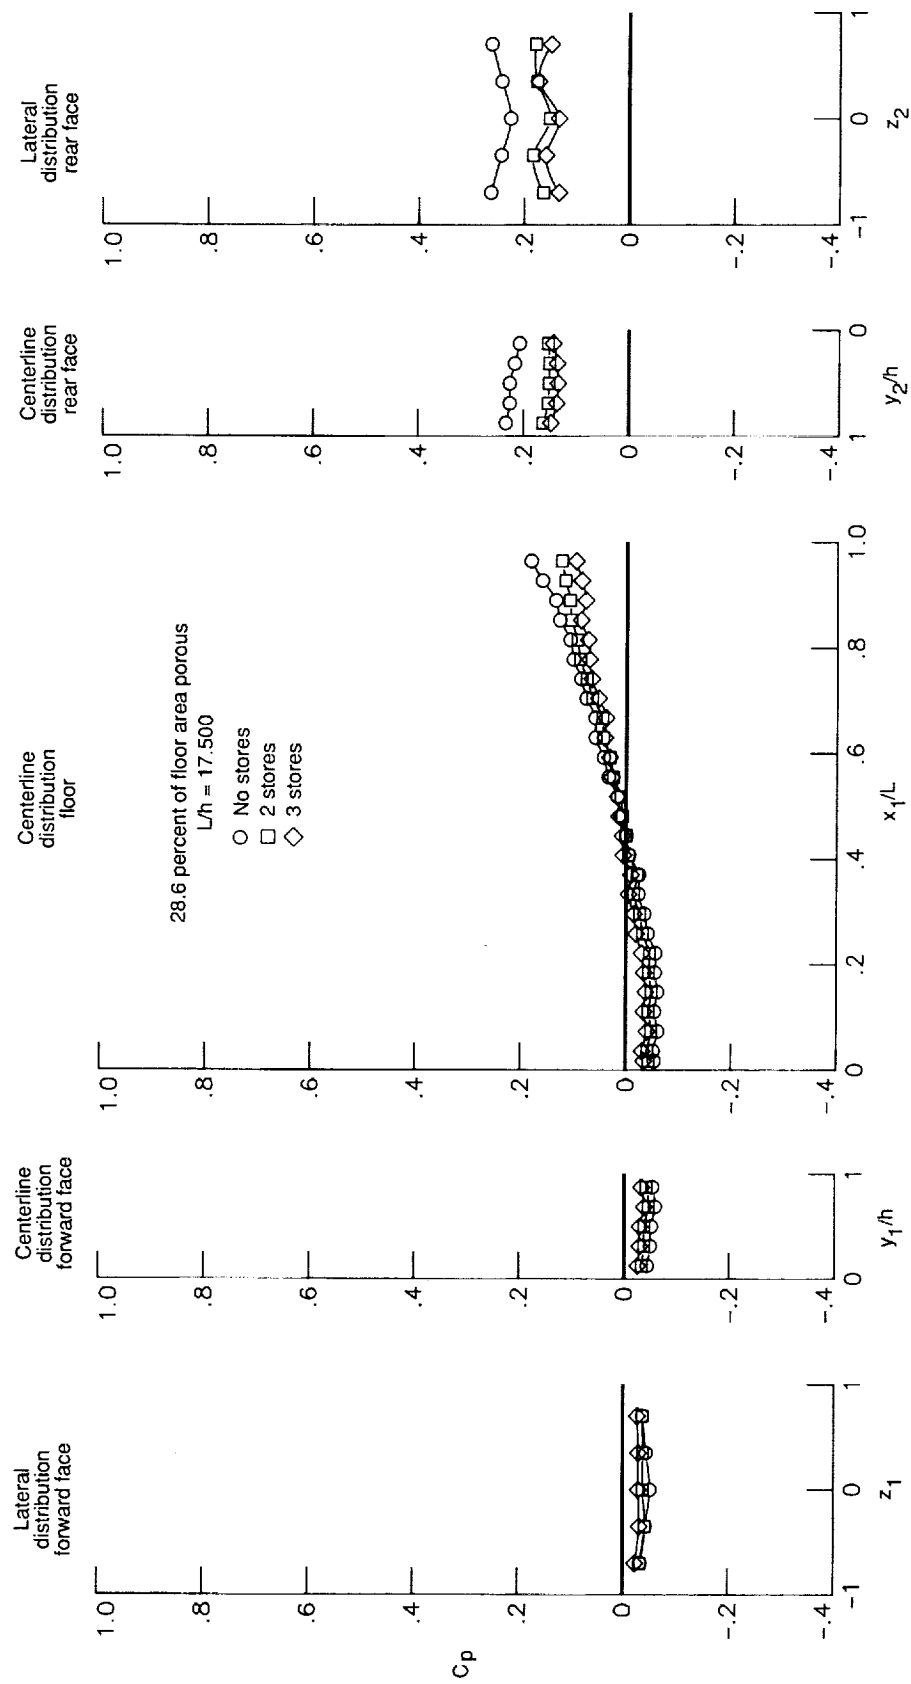 Lateral
distribution
forward face
Centerline
distribution
forward face
Centerline
distribution
floor
Centerline
distribution
rear face
Lateral
distribution
rear face
28.6 percent of floor area porous
L/h = 17.500
No stores
2 stores
3 stores
Cp
1.0
.8
.6
.4
.2
0
-.2
-.4
-1
0
1
z1
1.0
.8
.6
.4
.2
0
-.2
-.4
0
1
y1/h
1.0
.8
.6
.4
.2
0
-.2
-.4
0
.2
.4
.6
.8
1.0
x1/L
1.0
.8
.6
.4
.2
0
-.2
-.4
1
0
y2/h
1.0
.8
.6
.4
.2
0
-.2
-.4
-1
0
1
z2